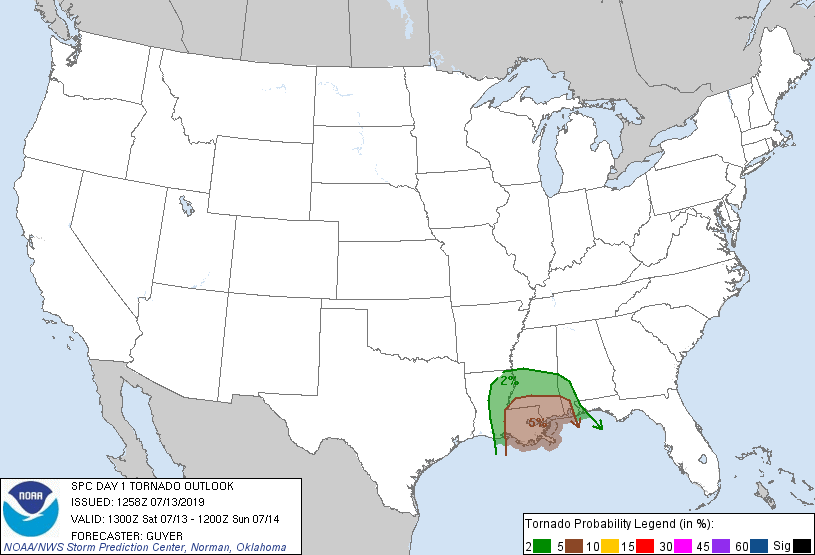 2%
5%
NOAA
SPC DAY 1 TORNADO OUTLOOK
ISSUED: 1258Z 07/13/2019
VALID: 1300Z Sat 07/13 - 1200Z Sun 07/14
FORECASTER: GUYER
NOAA/NWS Storm Prediction Center, Norman, Oklahoma
Tornado Probability Legend (in %):
2 5 10 15 30 45 60 Sig